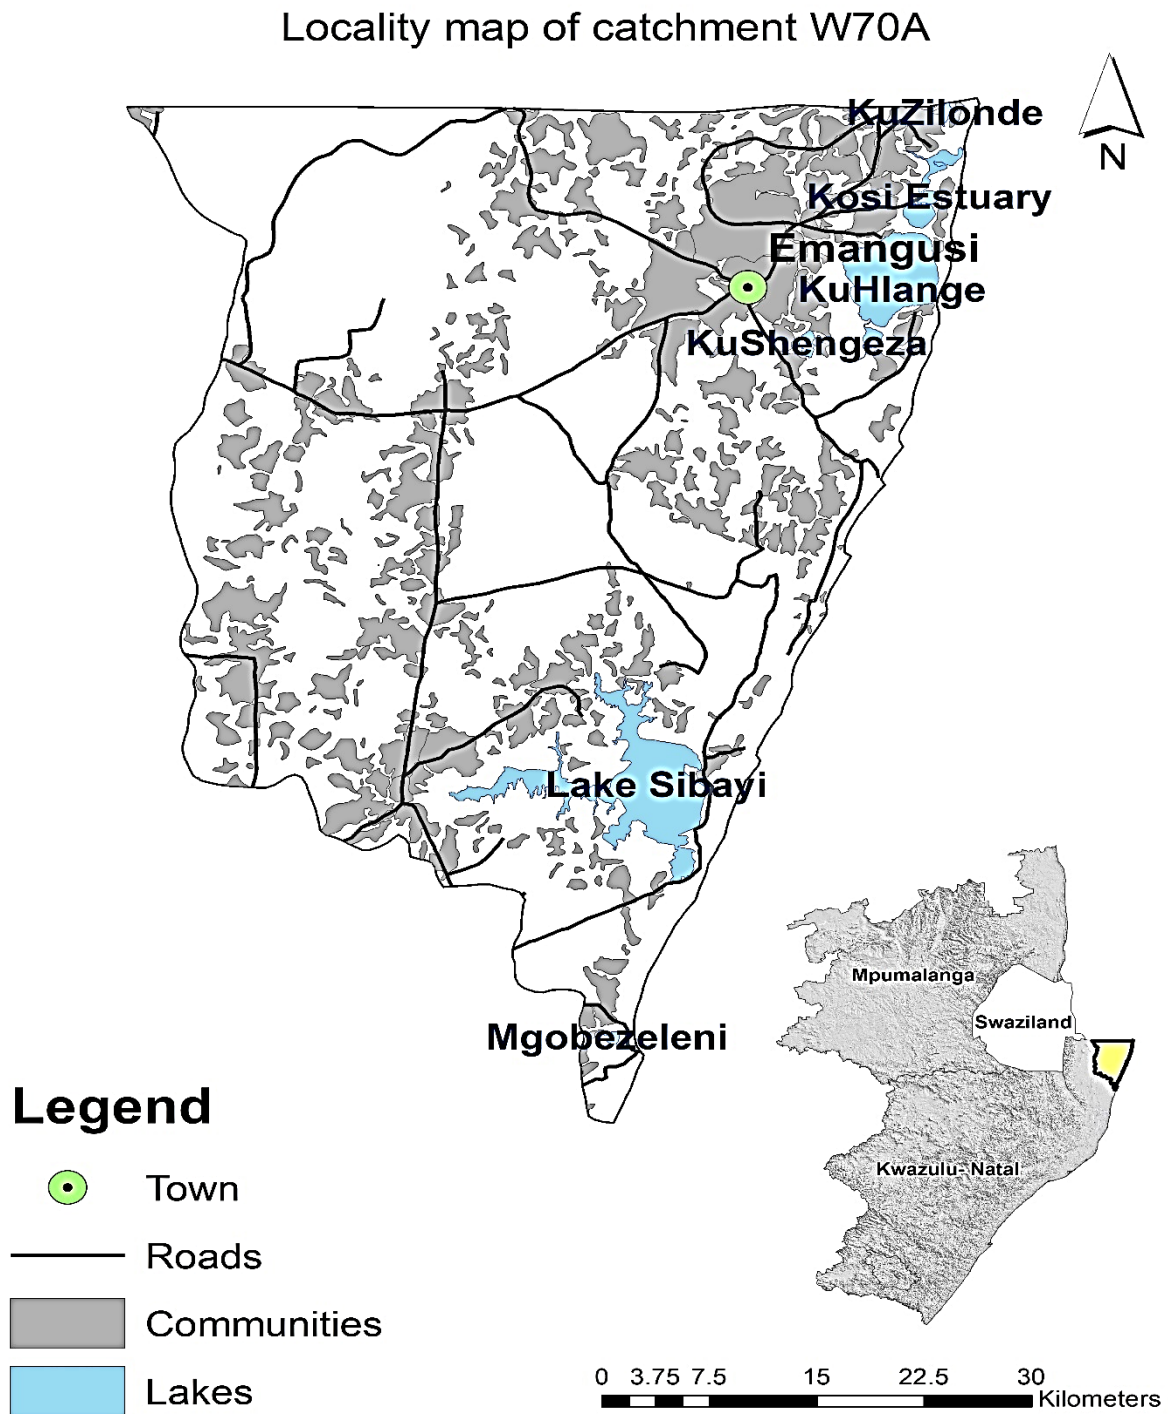 Locality map of catchment W70A
KuZilonde
N
Kosi Estuary
Emangusi
KuHlange
KuShengeza
Lake Sibayi
Mpumalanga
Swaziland
Mgobezeleni
Kwazulu- Natal
Legend
Town
Roads
Communities
Lakes
0 3.75 7.5 15 22.5 30
Kilometers